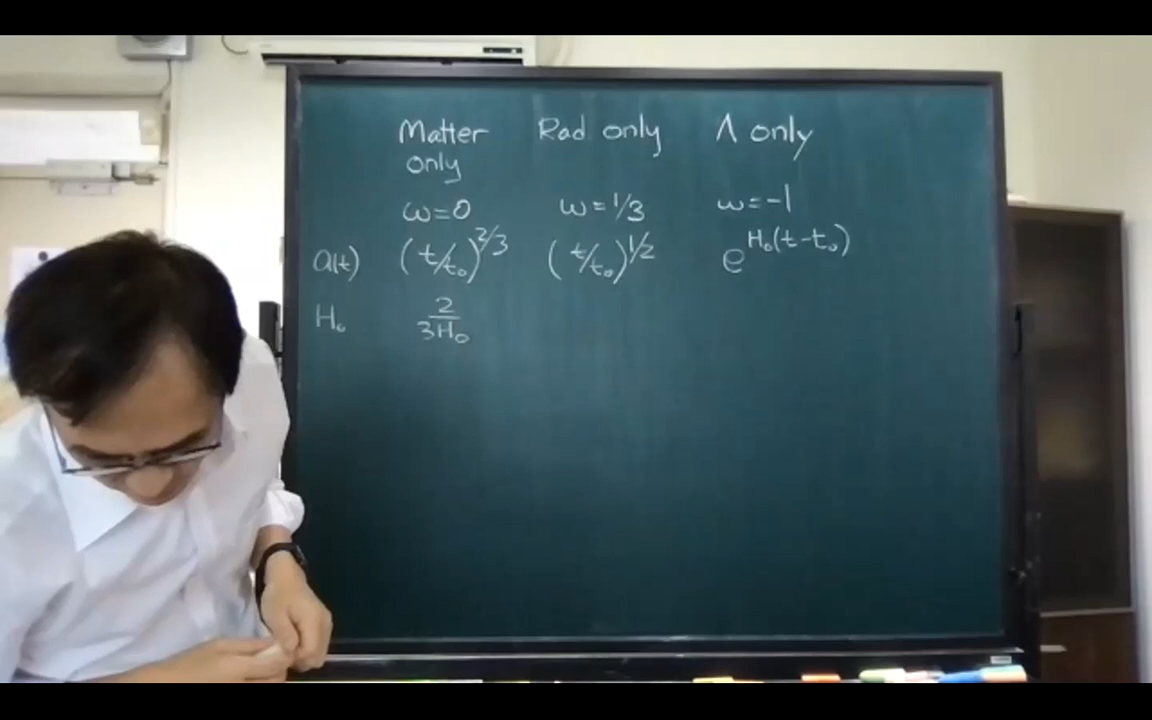 Matter only Rad only Λ only
w=0 w=1/3 w=-1
a(t) (t/t₀)^2/3 (t/t₀)^1/2 e^H₀(t-t₀)
H₀ 2/3H₀